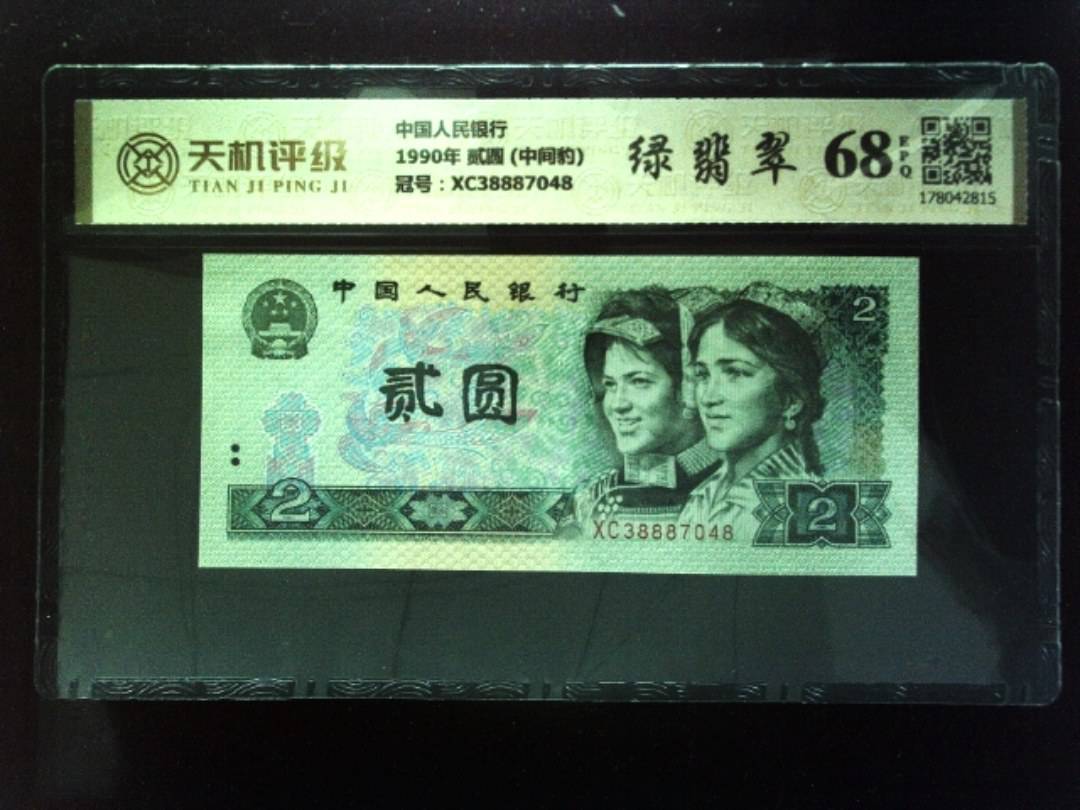 天机评级
TIAN JI PING JI
中国人民银行
1990年 贰圆 (中间豹)
冠号：XC38887048
绿翡翠
68
EPQ
178042815
中国人民银行
2
贰圆
2
2
XC38887048